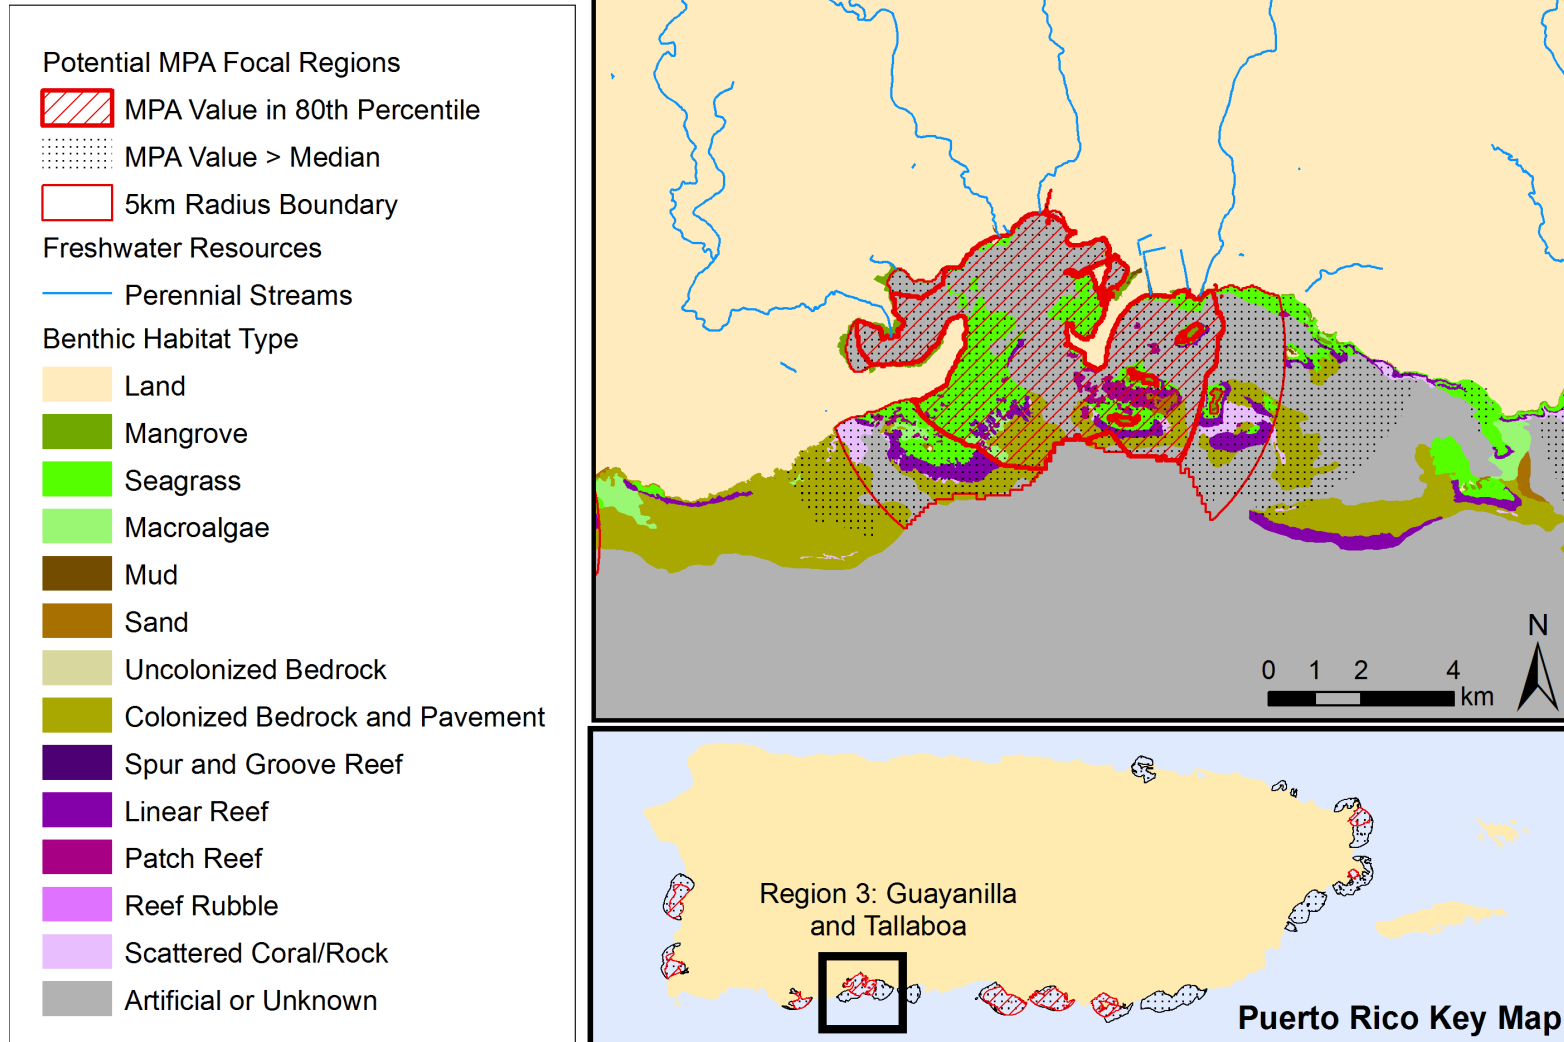 Potential MPA Focal Regions
MPA Value in 80th Percentile
MPA Value > Median
5km Radius Boundary
Freshwater Resources
Perennial Streams
Benthic Habitat Type
Land
Mangrove
Seagrass
Macroalgae
Mud
Sand
Uncolonized Bedrock
Colonized Bedrock and Pavement
Spur and Groove Reef
Linear Reef
Patch Reef
Reef Rubble
Scattered Coral/Rock
Artificial or Unknown
N
0 1 2 4
km
Region 3: Guayanilla
and Tallaboa
Puerto Rico Key Map